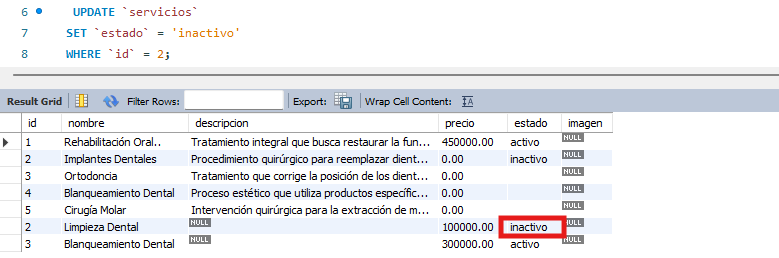 6 UPDATE `servicios`
7 SET `estado` = 'inactivo'
8 WHERE `id` = 2;
Result Grid Filter Rows: Export: Wrap Cell Content: IA
id nombre descripcion precio estado imagen
1 Rehabilitación Oral.. Tratamiento integral que busca restaurar la fun... 450000.00 activo NULL
2 Implantes Dentales Procedimiento quirúrgico para reemplazar dient... 0.00 inactivo NULL
3 Ortodoncia Tratamiento que corrige la posición de los dient... 0.00 NULL
4 Blanqueamiento Dental Proceso estético que utiliza productos específic... 0.00 NULL
5 Cirugía Molar Intervención quirúrgica para la extracción de m... 0.00 NULL
2 Limpieza Dental NULL 100000.00 inactivo NULL
3 Blanqueamiento Dental NULL 300000.00 activo NULL